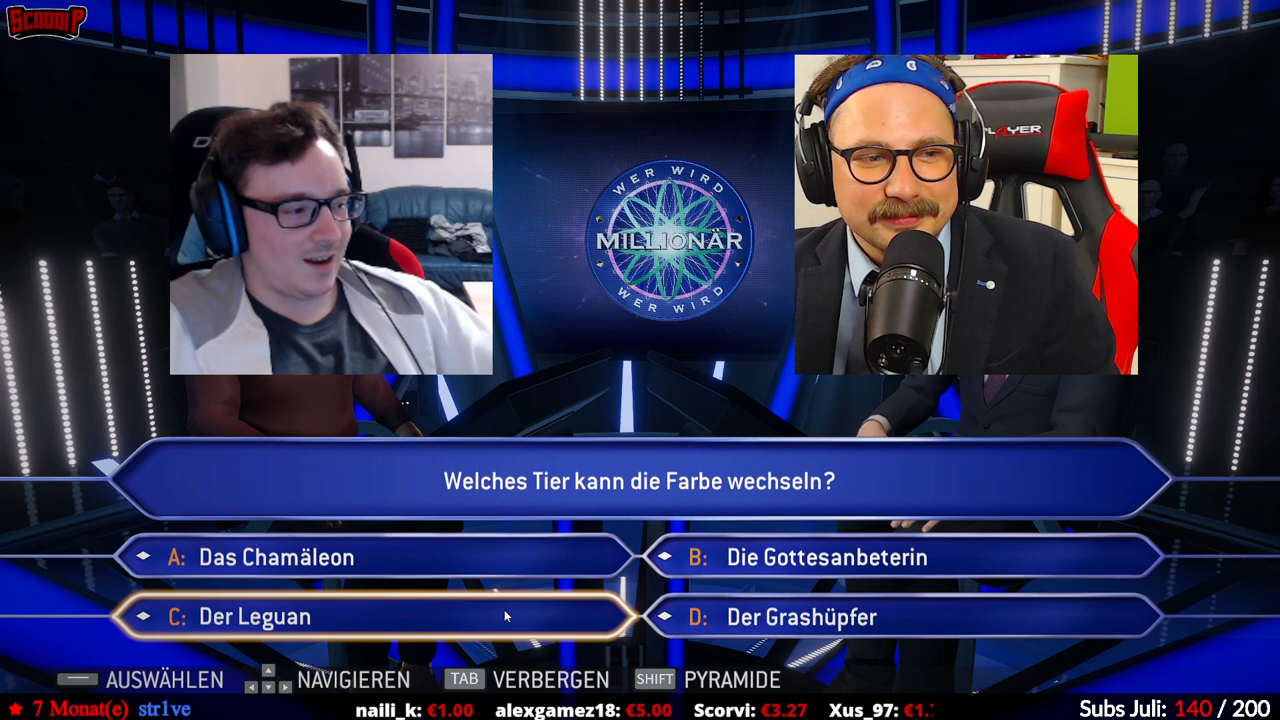 SCOOOIP
WER WIRD
MILLIONÄR
WER WIRD
Welches Tier kann die Farbe wechseln?
A: Das Chamäleon
B: Die Gottesanbeterin
C: Der Leguan
D: Der Grashüpfer
AUSWÄHLEN
NAVIGIEREN
TAB VERBERGEN
SHIFT PYRAMIDE
7 Monat(e) str1ve
naili_k: €1.00 alexgamez18: €5.00 Scorvi: €3.27 Xus_97: €1.
Subs Juli: 140 / 200